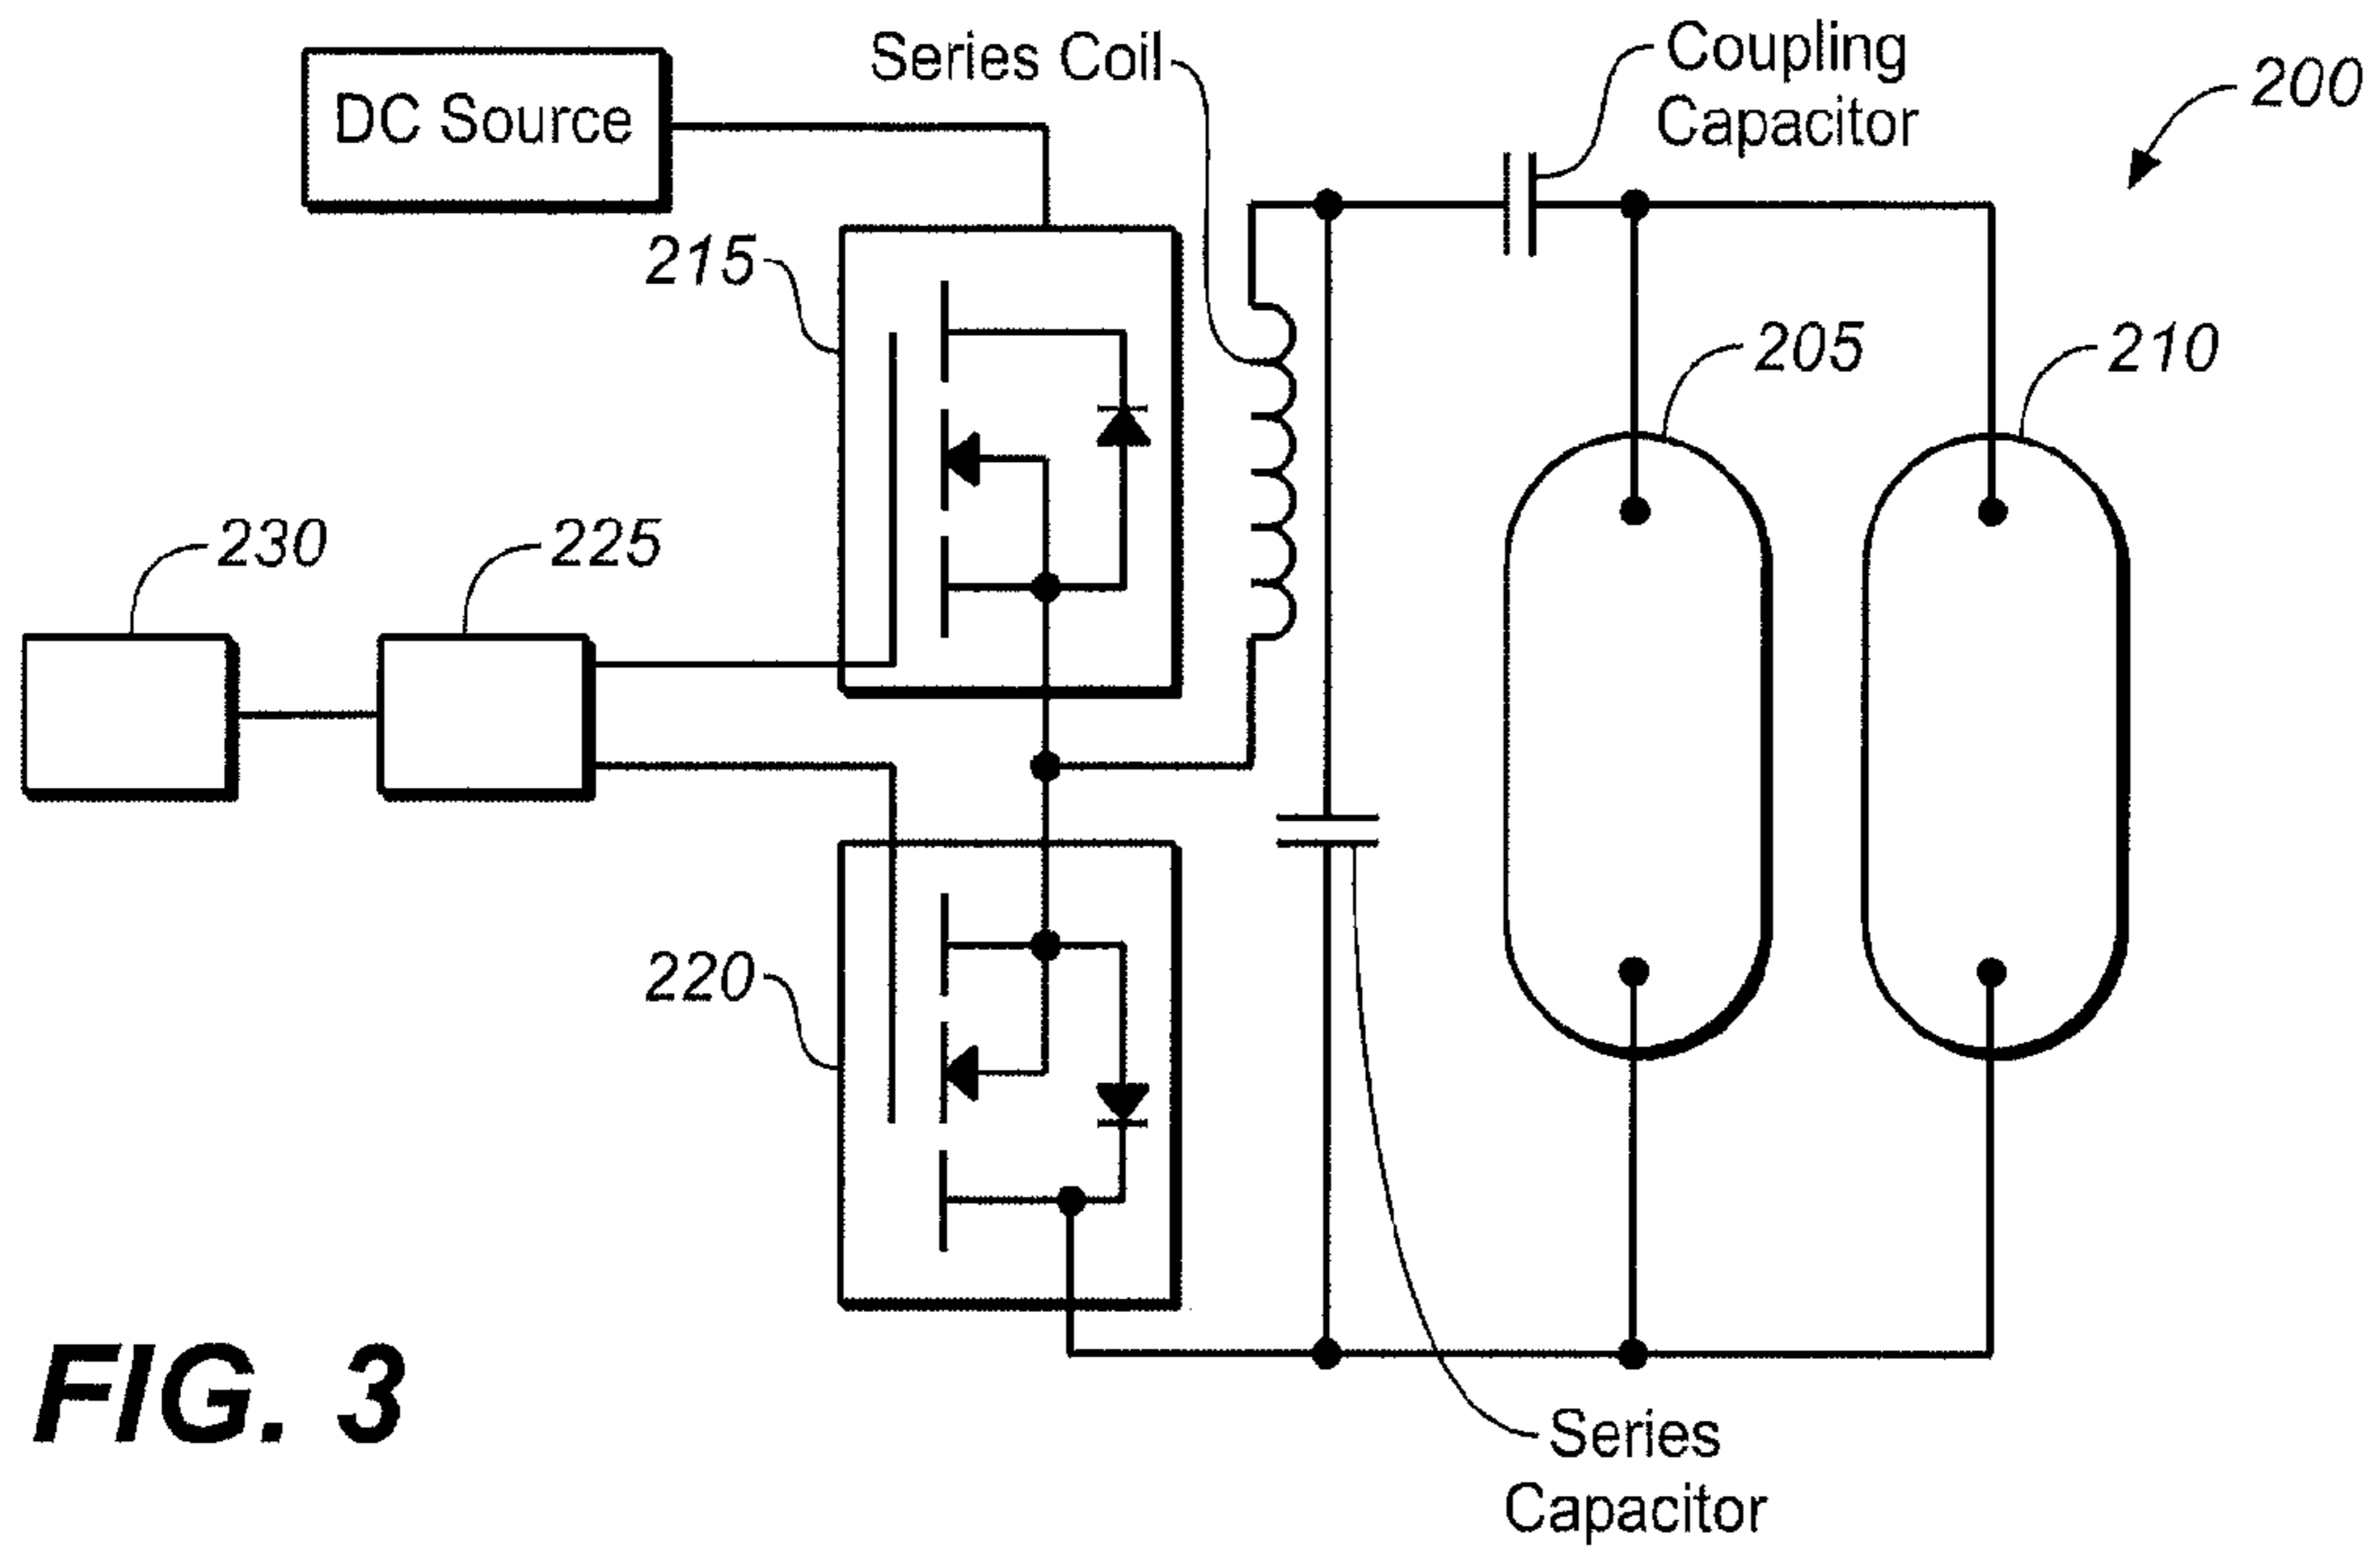 Series Coil
Coupling
Capacitor
200
DC Source
215
205
210
230
225
220
FIG. 3
Series
Capacitor